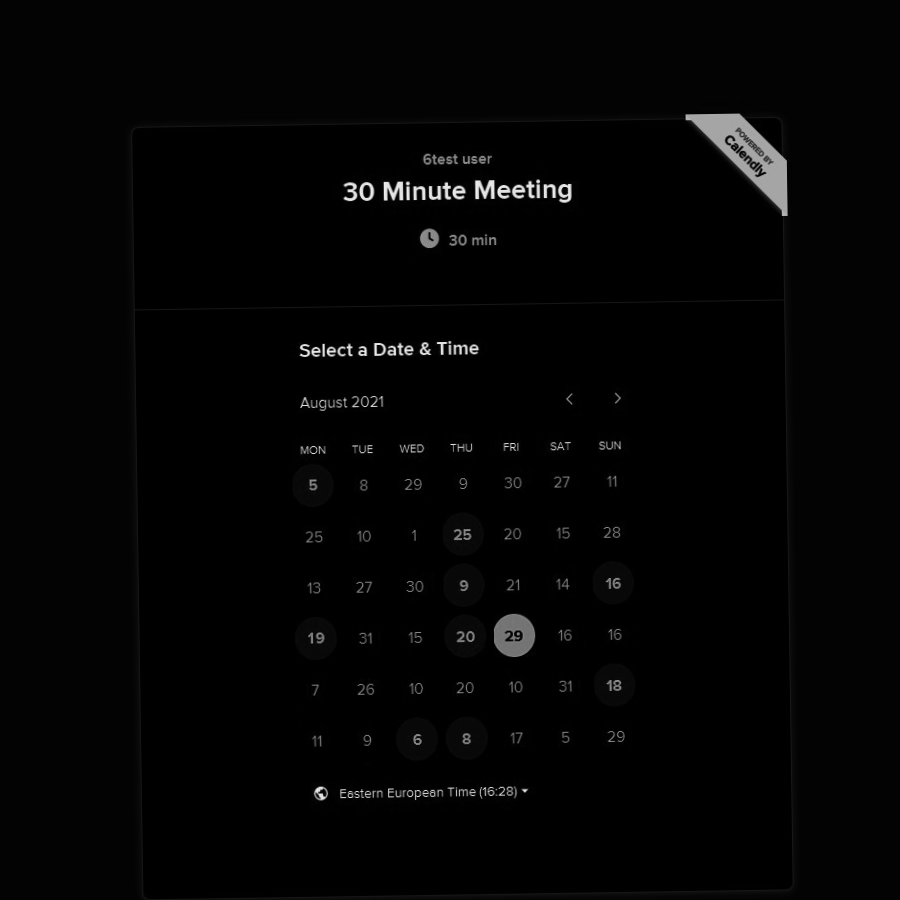 POWERED BY
Calendly
6test user
30 Minute Meeting
30 min
Select a Date & Time
August 2021
MON TUE WED THU FRI SAT SUN
5 8 29 9 30 27 11
25 10 1 25 20 15 28
13 27 30 9 21 14 16
19 31 15 20 29 16 16
7 26 10 20 10 31 18
11 9 6 8 17 5 29
Eastern European Time (16:28)